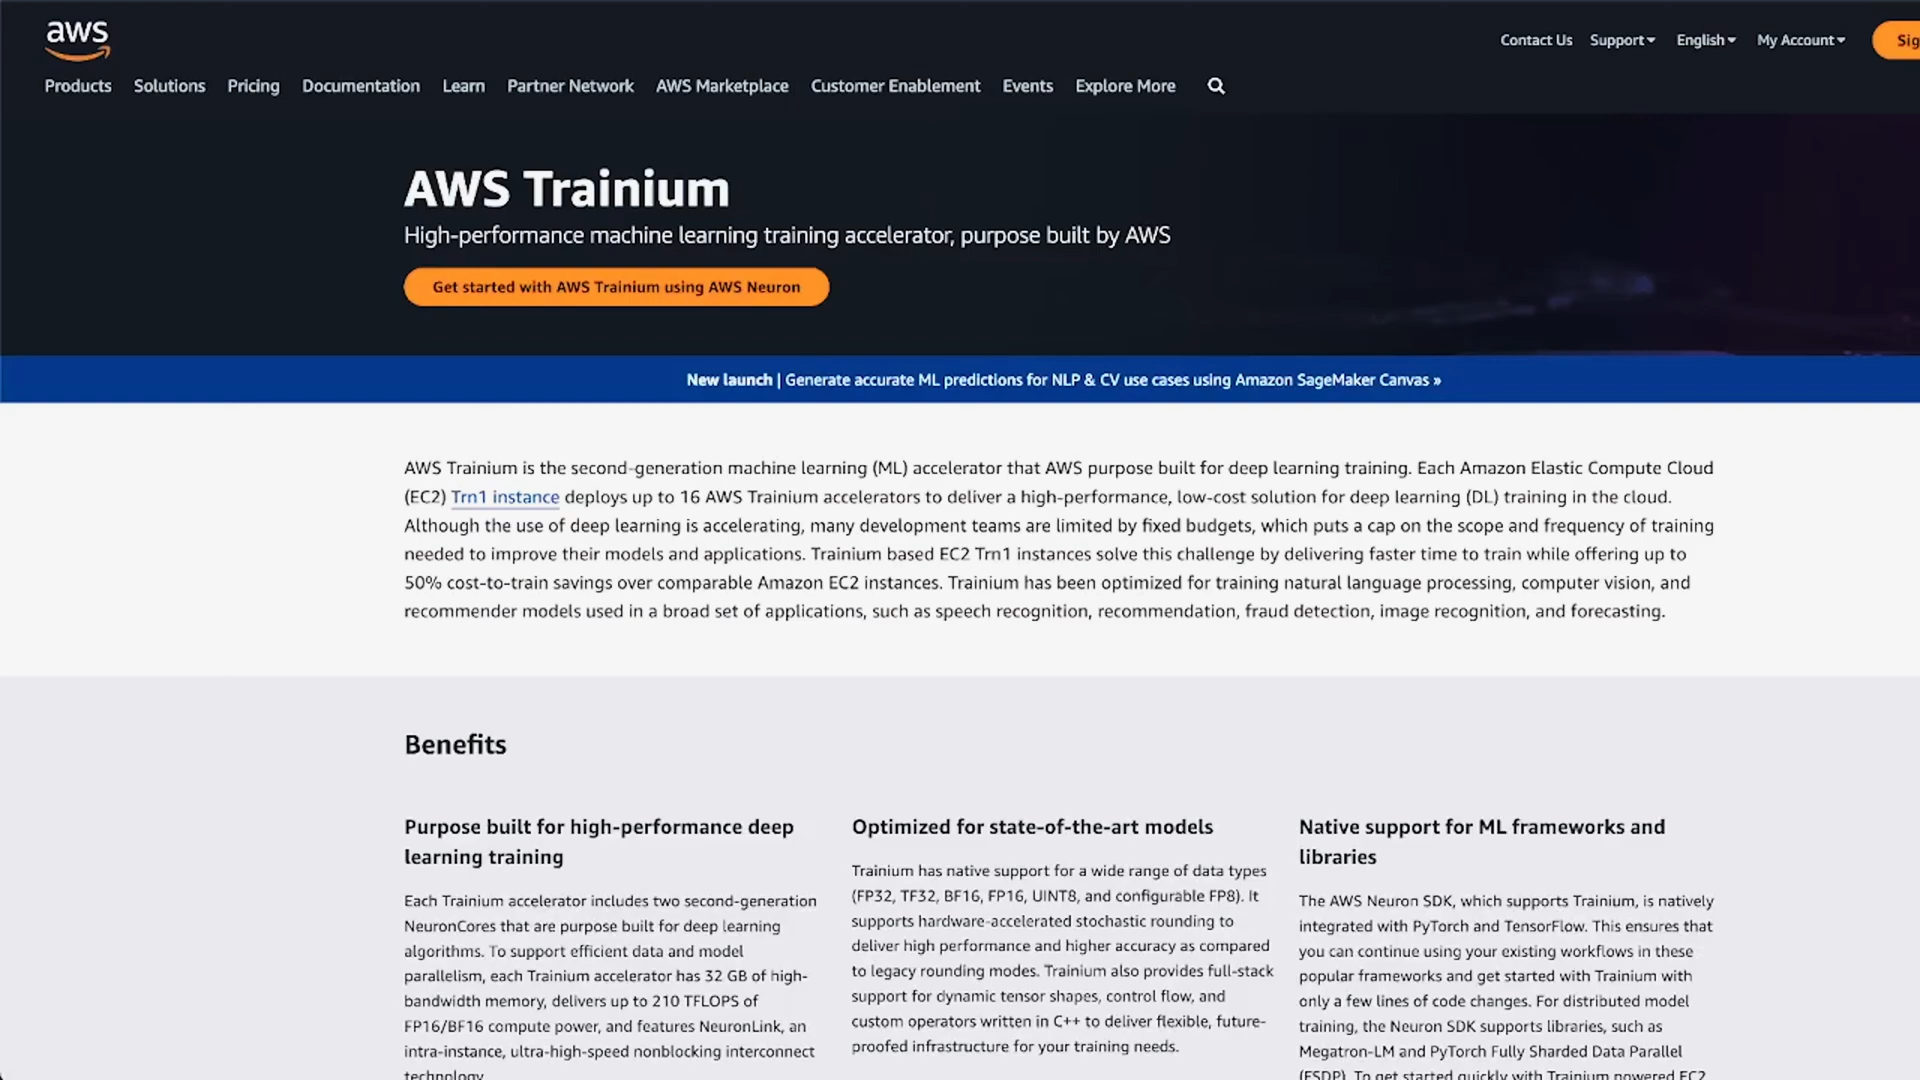 aws
Contact Us Support English My Account Sig
Products Solutions Pricing Documentation Learn Partner Network AWS Marketplace Customer Enablement Events Explore More
AWS Trainium
High-performance machine learning training accelerator, purpose built by AWS
Get started with AWS Trainium using AWS Neuron
New launch | Generate accurate ML predictions for NLP & CV use cases using Amazon SageMaker Canvas »
AWS Trainium is the second-generation machine learning (ML) accelerator that AWS purpose built for deep learning training. Each Amazon Elastic Compute Cloud
(EC2) Trn1 instance deploys up to 16 AWS Trainium accelerators to deliver a high-performance, low-cost solution for deep learning (DL) training in the cloud.
Although the use of deep learning is accelerating, many development teams are limited by fixed budgets, which puts a cap on the scope and frequency of training
needed to improve their models and applications. Trainium based EC2 Trn1 instances solve this challenge by delivering faster time to train while offering up to
50% cost-to-train savings over comparable Amazon EC2 instances. Trainium has been optimized for training natural language processing, computer vision, and
recommender models used in a broad set of applications, such as speech recognition, recommendation, fraud detection, image recognition, and forecasting.
Benefits
Purpose built for high-performance deep
learning training
Each Trainium accelerator includes two second-generation
NeuronCores that are purpose built for deep learning
algorithms. To support efficient data and model
parallelism, each Trainium accelerator has 32 GB of high-
bandwidth memory, delivers up to 210 TFLOPS of
FP16/BF16 compute power, and features NeuronLink, an
intra-instance, ultra-high-speed nonblocking interconnect
technology.
Optimized for state-of-the-art models
Trainium has native support for a wide range of data types
(FP32, TF32, BF16, FP16, UINT8, and configurable FP8). It
supports hardware-accelerated stochastic rounding to
deliver high performance and higher accuracy as compared
to legacy rounding modes. Trainium also provides full-stack
support for dynamic tensor shapes, control flow, and
custom operators written in C++ to deliver flexible, future-
proofed infrastructure for your training needs.
Native support for ML frameworks and
libraries
The AWS Neuron SDK, which supports Trainium, is natively
integrated with PyTorch and TensorFlow. This ensures that
you can continue using your existing workflows in these
popular frameworks and get started with Trainium with
only a few lines of code changes. For distributed model
training, the Neuron SDK supports libraries, such as
Megatron-LM and PyTorch Fully Sharded Data Parallel
(FSDP). To get started quickly with Trainium powered EC2